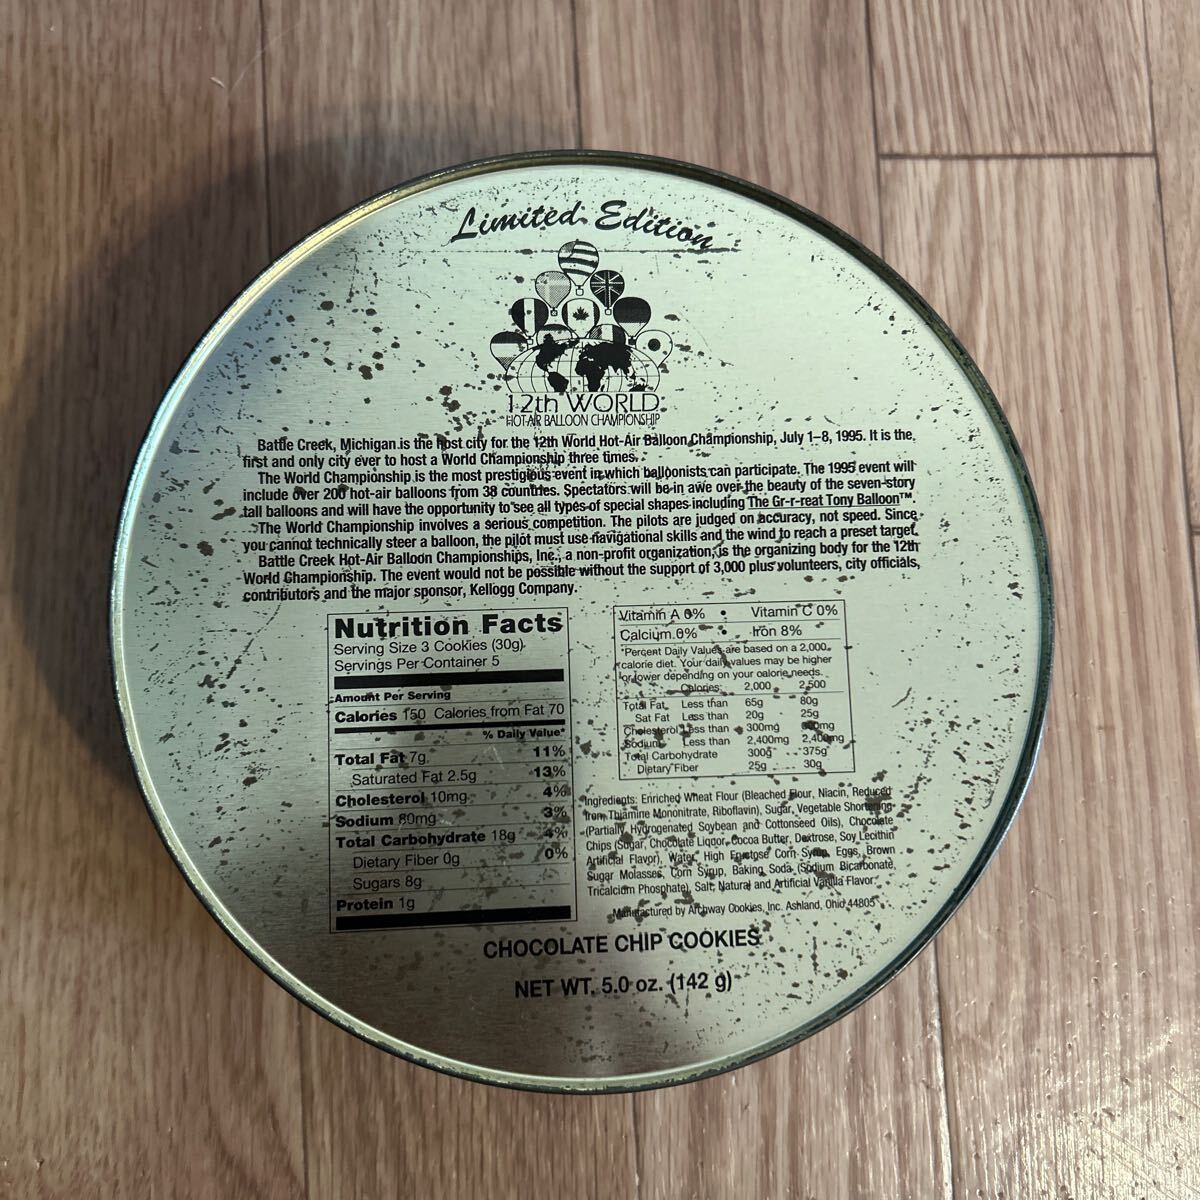 Limited Edition
12th WORLD
HOT-AIR BALLOON CHAMPIONSHIP
Battle Creek, Michigan is the host city for the 12th World Hot-Air Balloon Championship, July 1–8, 1995. It is the
first and only city ever to host a World Championship three times.
The World Championship is the most prestigious event in which balloonists can participate. The 1995 event will
include over 200 hot-air balloons from 38 countries. Spectators will be in awe over the beauty of the seven-story
tall balloons and will have the opportunity to see all types of special shapes including The Gr-r-reat Tony Balloon™.
The World Championship involves a serious competition. The pilots are judged on accuracy, not speed. Since
you cannot technically steer a balloon, the pilot must use navigational skills and the wind to reach a preset target.
Battle Creek Hot-Air Balloon Championships, Inc., a non-profit organization, is the organizing body for the 12th
World Championship. The event would not be possible without the support of 3,000 plus volunteers, city officials,
contributors and the major sponsor, Kellogg Company.
Nutrition Facts
Serving Size 3 Cookies (30g)
Servings Per Container 5
Amount Per Serving
Calories 150 Calories from Fat 70
% Daily Value*
Total Fat 7g 11%
Saturated Fat 2.5g 13%
Cholesterol 10mg 4%
Sodium 80mg 3%
Total Carbohydrate 18g
Dietary Fiber 0g 0%
Sugars 8g
Protein 1g
Vitamin A 0% • Vitamin C 0%
Calcium 0% • Iron 8%
*Percent Daily Values are based on a 2,000
calorie diet. Your daily values may be higher
or lower depending on your calorie needs.
Calories: 2,000 2,500
Total Fat Less than 65g 80g
Sat Fat Less than 20g 25g
Cholesterol Less than 300mg 300mg
Sodium Less than 2,400mg 2,400mg
Total Carbohydrate 300g 375g
Dietary Fiber 25g 30g
Ingredients: Enriched Wheat Flour (Bleached Flour, Niacin, Reduced
Iron, Thiamine Mononitrate, Riboflavin), Sugar, Vegetable Shortening
(Partially Hydrogenated Soybean and Cottonseed Oils), Chocolate
Chips (Sugar, Chocolate Liquor, Cocoa Butter, Dextrose, Soy Lecithin
Artificial Flavor), Water, High Fructose Corn Syrup, Eggs, Brown
Sugar Molasses, Corn Syrup, Baking Soda (Sodium Bicarbonate,
Tricalcium Phosphate), Salt, Natural and Artificial Vanilla Flavor.
Manufactured by Archway Cookies, Inc. Ashland, Ohio 44805
CHOCOLATE CHIP COOKIES
NET WT. 5.0 oz. (142 g)